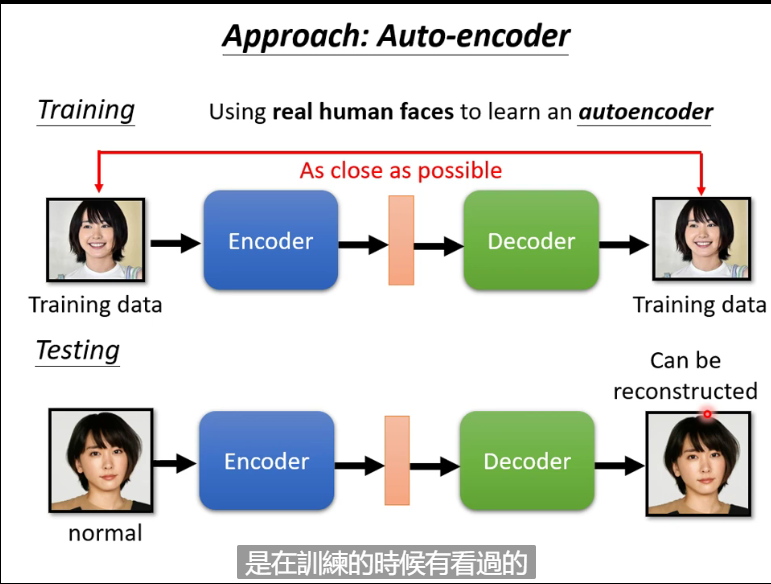 Approach: Auto-encoder
Training
Using real human faces to learn an autoencoder
As close as possible
Encoder
Decoder
Training data
Training data
Testing
Can be
reconstructed
Encoder
Decoder
normal
是在訓練的時候有看過的